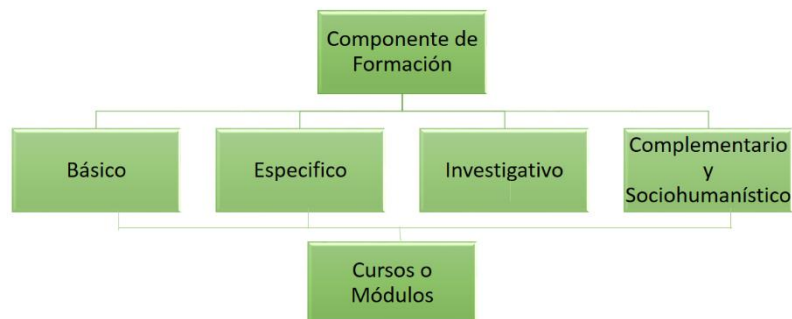 Componente de
Formación
Básico
Especifico
Investigativo
Complementario
y
Sociohumanístico
Cursos o
Módulos